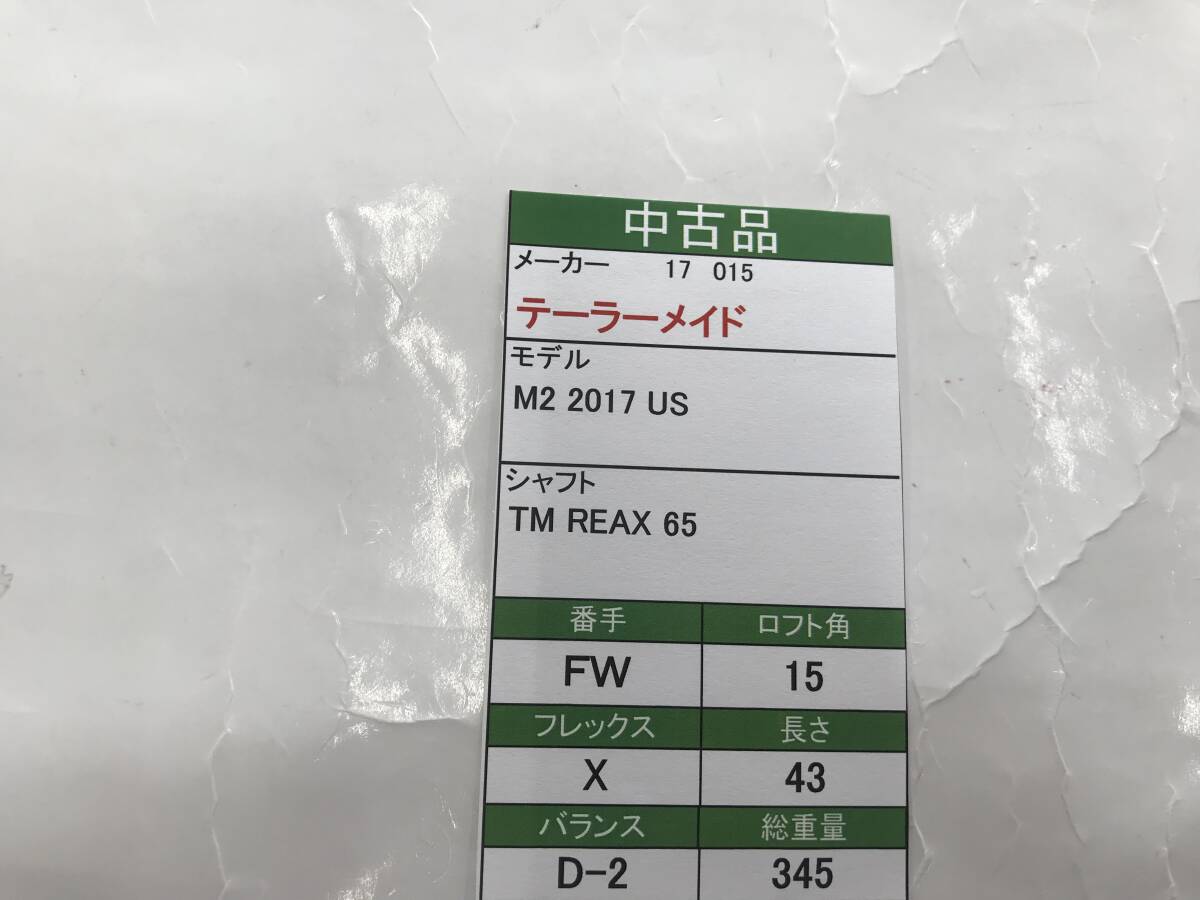 中古品
メーカー 17 015
テーラーメイド
モデル
M2 2017 US
シャフト
TM REAX 65
番手 ロフト角
FW 15
フレックス 長さ
X 43
バランス 総重量
D-2 345